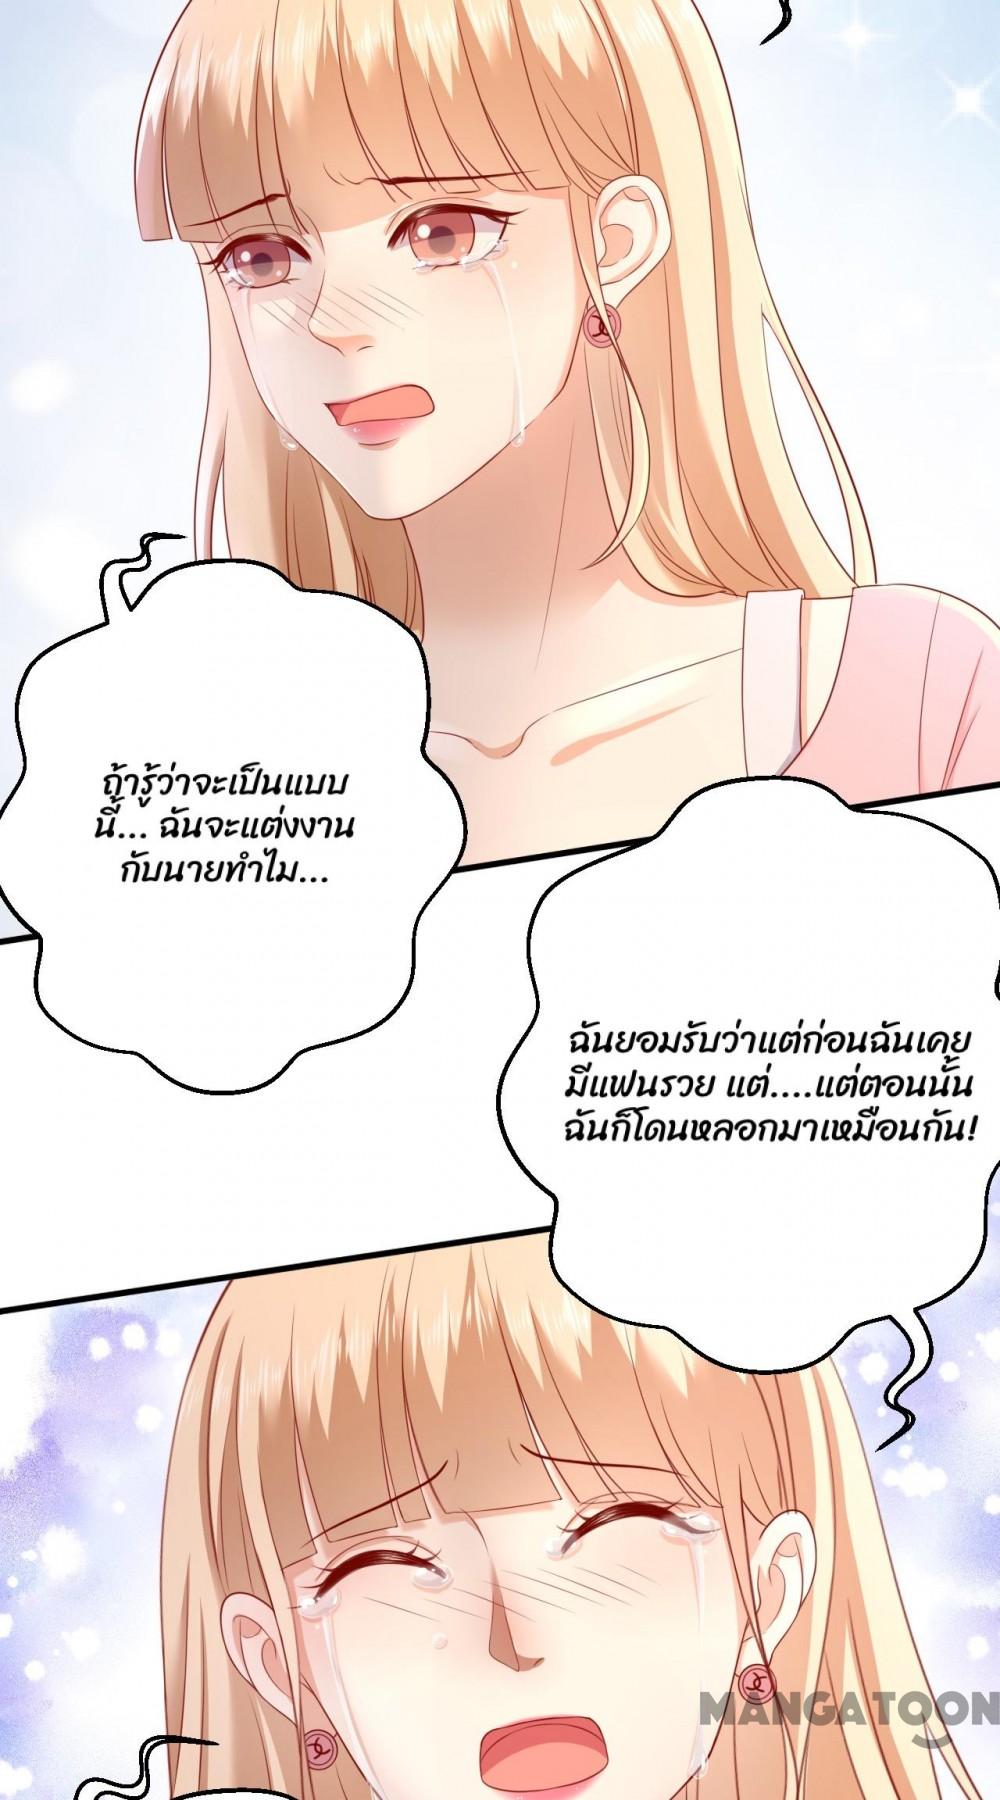 ถ้ารู้ว่าจะเป็นแบบ
นี้... ฉันจะแต่งงาน
กับนายทำไม...
ฉันยอมรับว่าแต่ก่อนฉันเคย
มีแฟนรวย แต่....แต่ตอนนั้น
ฉันก็โดนหลอกมาเหมือนกัน!
MANGATOON